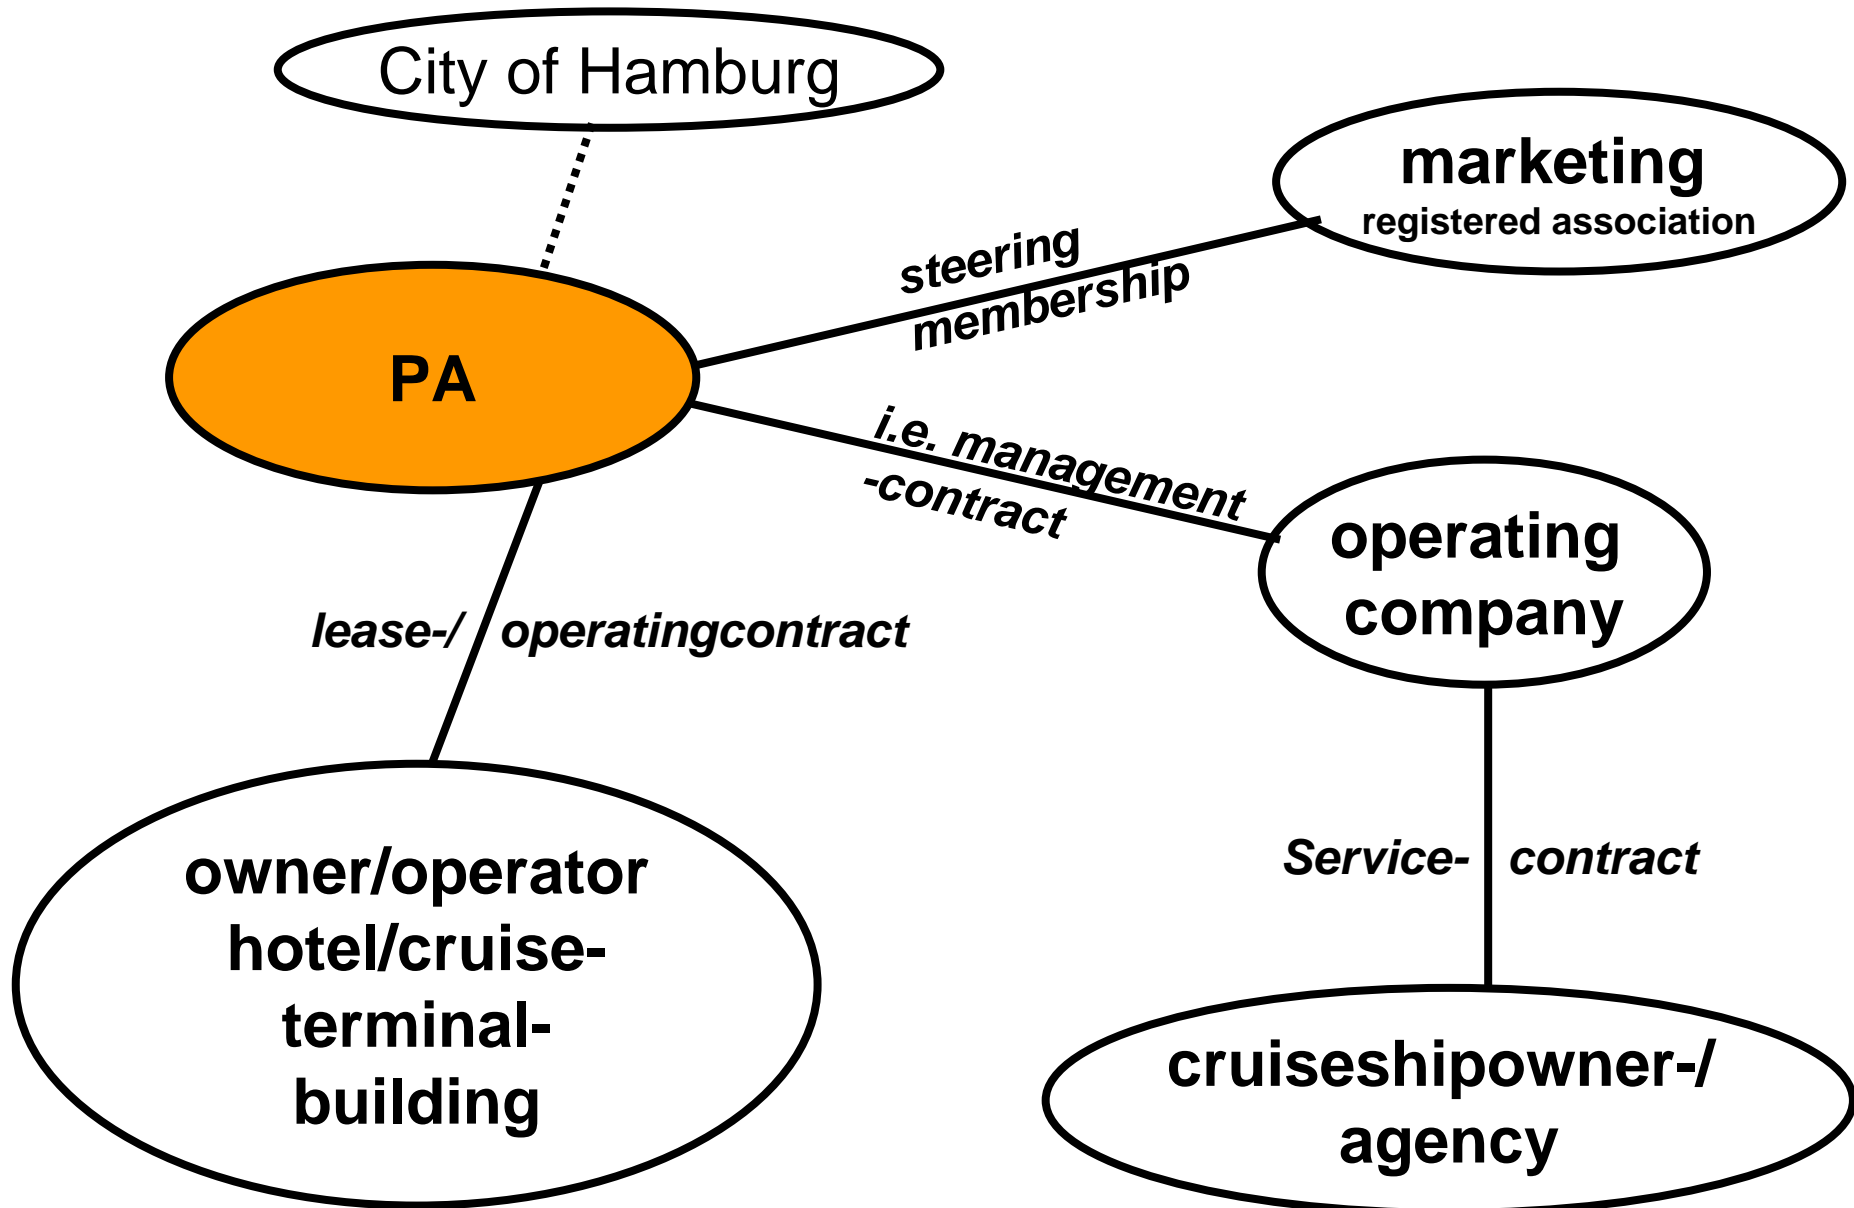 City of Hamburg
marketing
registered association
steering
membership
PA
i.e. management
-contract
operating
company
lease-/ operatingcontract
owner/operator
hotel/cruise-
terminal-
building
Service- contract
cruiseshipowner-/
agency